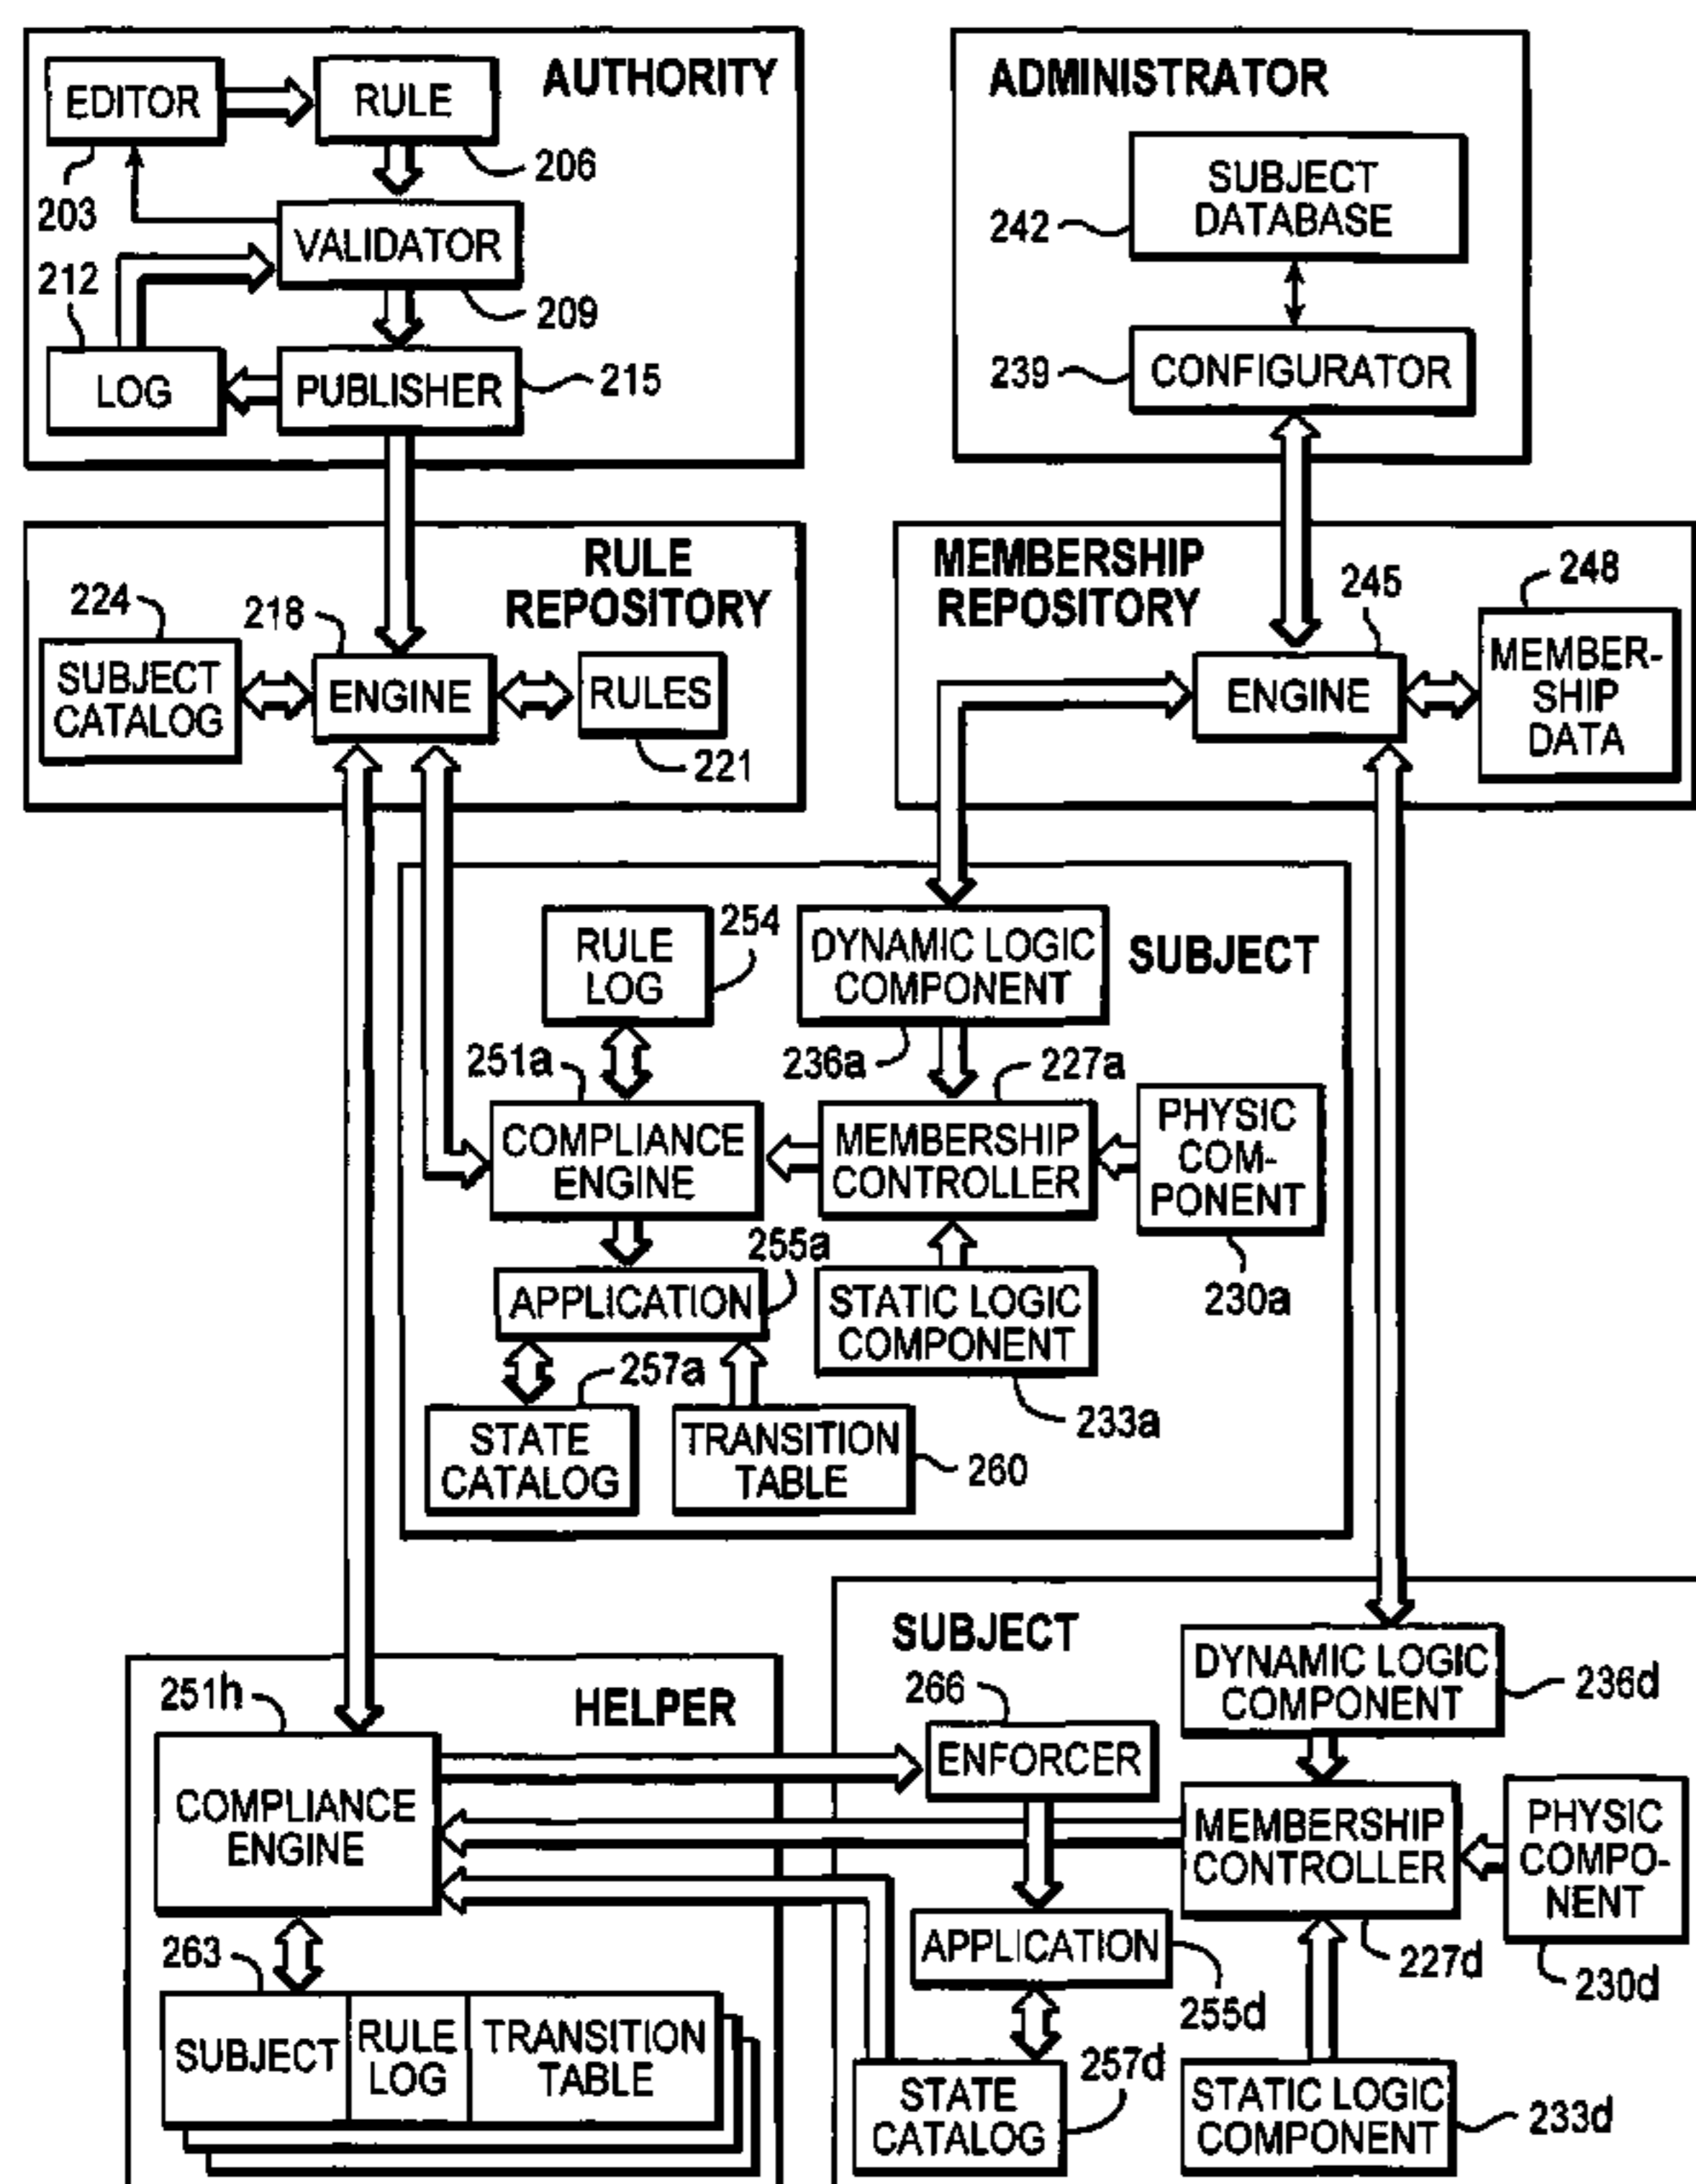 AUTHORITY
EDITOR
RULE
206
203
VALIDATOR
209
212
LOG
PUBLISHER
215
ADMINISTRATOR
SUBJECT
DATABASE
242
CONFIGURATOR
239
RULE
REPOSITORY
224
218
SUBJECT
CATALOG
ENGINE
RULES
221
MEMBERSHIP
REPOSITORY
245
248
ENGINE
MEMBER-
SHIP
DATA
SUBJECT
RULE
LOG
254
DYNAMIC LOGIC
COMPONENT
236a
251a
227a
COMPLIANCE
ENGINE
MEMBERSHIP
CONTROLLER
PHYSIC
COM-
PONENT
230a
255a
APPLICATION
STATIC LOGIC
COMPONENT
233a
257a
STATE
CATALOG
TRANSITION
TABLE
260
HELPER
251h
COMPLIANCE
ENGINE
263
SUBJECT
RULE
LOG
TRANSITION
TABLE
SUBJECT
266
ENFORCER
DYNAMIC LOGIC
COMPONENT
236d
MEMBERSHIP
CONTROLLER
227d
PHYSIC
COMPO-
NENT
230d
APPLICATION
255d
257d
STATE
CATALOG
STATIC LOGIC
COMPONENT
233d